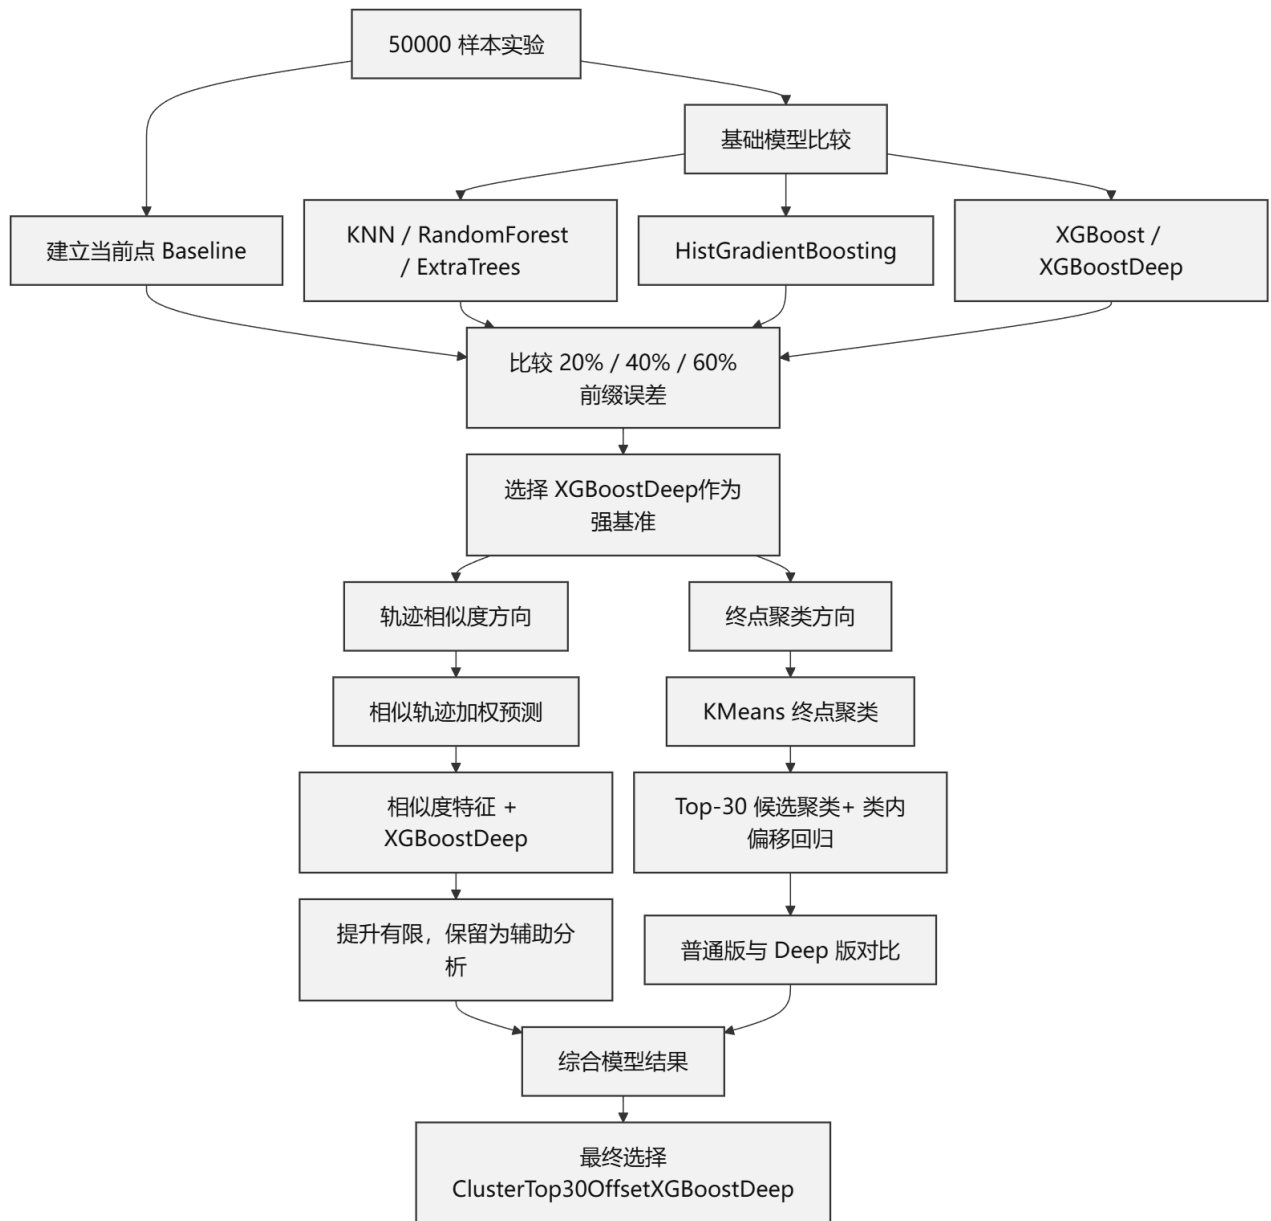 50000 样本实验
基础模型比较
建立当前点 Baseline
KNN / RandomForest
/ ExtraTrees
HistGradientBoosting
XGBoost /
XGBoostDeep
比较 20% / 40% / 60%
前缀误差
选择 XGBoostDeep作为
强基准
轨迹相似度方向
终点聚类方向
相似轨迹加权预测
KMeans 终点聚类
相似度特征 +
XGBoostDeep
Top-30 候选聚类+ 类内
偏移回归
提升有限，保留为辅助分
析
普通版与 Deep 版对比
综合模型结果
最终选择
ClusterTop30OffsetXGBoostDeep